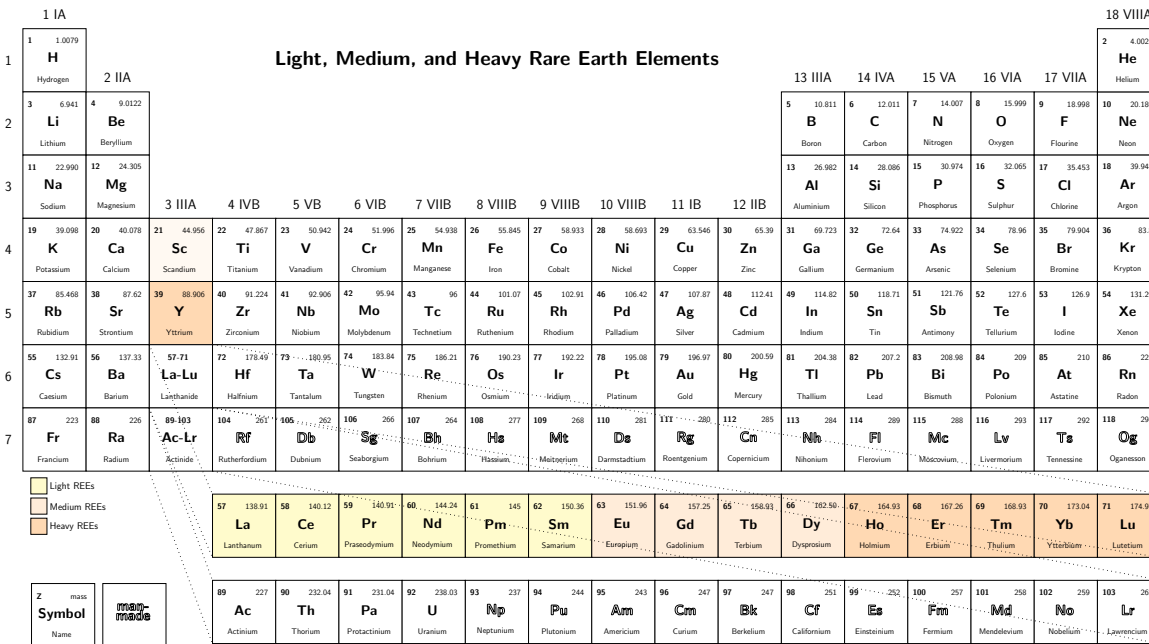 1 IA
18 VIIIA
Light, Medium, and Heavy Rare Earth Elements
2 IIA
13 IIIA 14 IVA 15 VA 16 VIA 17 VIIA
3 IIIA 4 IVB 5 VB 6 VIB 7 VIIB 8 VIIIB 9 VIIIB 10 VIIIB 11 IB 12 IIB
1 1.0079 2 4.002
1 H He
Hydrogen Helium
3 6.941 4 9.0122 5 10.811 6 12.011 7 14.007 8 15.999 9 18.998 10 20.18
2 Li Be B C N O F Ne
Lithium Beryllium Boron Carbon Nitrogen Oxygen Flourine Neon
11 22.990 12 24.305 13 26.982 14 28.086 15 30.974 16 32.065 17 35.453 18 39.94
3 Na Mg Al Si P S Cl Ar
Sodium Magnesium Aluminium Silicon Phosphorus Sulphur Chlorine Argon
19 39.098 20 40.078 21 44.956 22 47.867 23 50.942 24 51.996 25 54.938 26 55.845 27 58.933 28 58.693 29 63.546 30 65.39 31 69.723 32 72.64 33 74.922 34 78.96 35 79.904 36 83.
4 K Ca Sc Ti V Cr Mn Fe Co Ni Cu Zn Ga Ge As Se Br Kr
Potassium Calcium Scandium Titanium Vanadium Chromium Manganese Iron Cobalt Nickel Copper Zinc Gallium Germanium Arsenic Selenium Bromine Krypton
37 85.468 38 87.62 39 88.906 40 91.224 41 92.906 42 95.94 43 96 44 101.07 45 102.91 46 106.42 47 107.87 48 112.41 49 114.82 50 118.71 51 121.76 52 127.6 53 126.9 54 131.2
5 Rb Sr Y Zr Nb Mo Tc Ru Rh Pd Ag Cd In Sn Sb Te I Xe
Rubidium Strontium Yttrium Zirconium Niobium Molybdenum Technetium Ruthenium Rhodium Palladium Silver Cadmium Indium Tin Antimony Tellurium Iodine Xenon
55 132.91 56 137.33 57-71 72 178.49 73 180.95 74 183.84 75 186.21 76 190.23 77 192.22 78 195.08 79 196.97 80 200.59 81 204.38 82 207.2 83 208.98 84 209 85 210 86 22
6 Cs Ba La-Lu Hf Ta W Re Os Ir Pt Au Hg Tl Pb Bi Po At Rn
Caesium Barium Lanthanide Halfnium Tantalum Tungsten Rhenium Osmium Iridium Platinum Gold Mercury Thallium Lead Bismuth Polonium Astatine Radon
87 223 88 226 89-103 104 261 105 262 106 266 107 264 108 277 109 268 110 281 111 280 112 285 113 284 114 289 115 288 116 293 117 292 118 29
7 Fr Ra Ac-Lr Rf Db Sg Bh Hs Mt Ds Rg Cn Nh Fl Mc Lv Ts Og
Francium Radium Actinide Rutherfordium Dubnium Seaborgium Bohrium Hassium Meitnerium Darmstadtium Roentgenium Copernicium Nihonium Flerovium Moscovium Livermorium Tennessine Oganesson
Light REEs
Medium REEs
Heavy REEs
57 138.91 58 140.12 59 140.91 60 144.24 61 145 62 150.36 63 151.96 64 157.25 65 158.93 66 162.50 67 164.93 68 167.26 69 168.93 70 173.04 71 174.9
La Ce Pr Nd Pm Sm Eu Gd Tb Dy Ho Er Tm Yb Lu
Lanthanum Cerium Praseodymium Neodymium Promethium Samarium Europium Gadolinium Terbium Dysprosium Holmium Erbium Thulium Ytterbium Lutetium
Z mass
Symbol
Name
man-
made
89 227 90 232.04 91 231.04 92 238.03 93 237 94 244 95 243 96 247 97 247 98 251 99 252 100 257 101 258 102 259 103 26
Ac Th Pa U Np Pu Am Cm Bk Cf Es Fm Md No Lr
Actinium Thorium Protactinium Uranium Neptunium Plutonium Americium Curium Berkelium Californium Einsteinium Fermium Mendelevium Nobelium Lawrencium